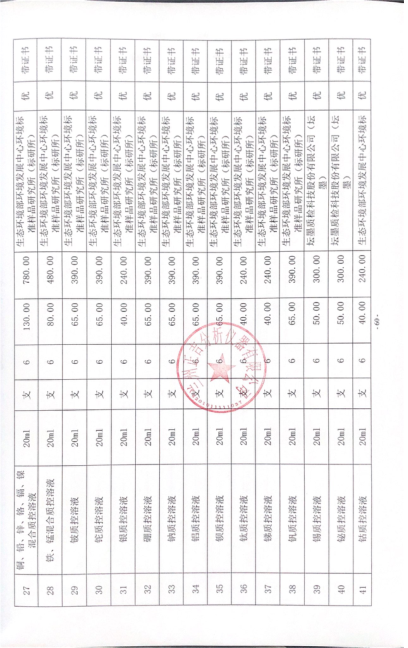 27 铜、铅、锌、铬、镉、镍混合质控溶液 20ml 支 6 130.00 780.00 生态环境部环境发展中心环境标准样品研究所（标研所） 优 带证书
28 铁、锰混合质控溶液 20ml 支 6 80.00 480.00 生态环境部环境发展中心环境标准样品研究所（标研所） 优 带证书
29 铍质控溶液 20ml 支 6 65.00 390.00 生态环境部环境发展中心环境标准样品研究所（标研所） 优 带证书
30 铊质控溶液 20ml 支 6 65.00 390.00 生态环境部环境发展中心环境标准样品研究所（标研所） 优 带证书
31 银质控溶液 20ml 支 6 40.00 240.00 生态环境部环境发展中心环境标准样品研究所（标研所） 优 带证书
32 硼质控溶液 20ml 支 6 65.00 390.00 生态环境部环境发展中心环境标准样品研究所（标研所） 优 带证书
33 钠质控溶液 20ml 支 6 65.00 390.00 生态环境部环境发展中心环境标准样品研究所（标研所） 优 带证书
34 铝质控溶液 20ml 支 6 65.00 390.00 生态环境部环境发展中心环境标准样品研究所（标研所） 优 带证书
35 钡质控溶液 20ml 支 6 65.00 390.00 生态环境部环境发展中心环境标准样品研究所（标研所） 优 带证书
36 钛质控溶液 20ml 支 6 40.00 240.00 生态环境部环境发展中心环境标准样品研究所（标研所） 优 带证书
37 锑质控溶液 20ml 支 6 40.00 240.00 生态环境部环境发展中心环境标准样品研究所（标研所） 优 带证书
38 钒质控溶液 20ml 支 6 65.00 390.00 生态环境部环境发展中心环境标准样品研究所（标研所） 优 带证书
39 锡质控溶液 20ml 支 6 50.00 300.00 坛墨质检科技股份有限公司（坛墨） 优 带证书
40 铋质控溶液 20ml 支 6 50.00 300.00 坛墨质检科技股份有限公司（坛墨） 优 带证书
41 钴质控溶液 20ml 支 6 40.00 240.00 生态环境部环境发展中心环境标 优 带证书
-60-